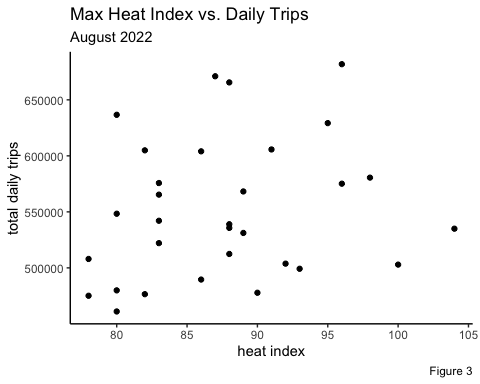 Max Heat Index vs. Daily Trips
August 2022
total daily trips
650000
600000
550000
500000
80 85 90 95 100 105
heat index
Figure 3